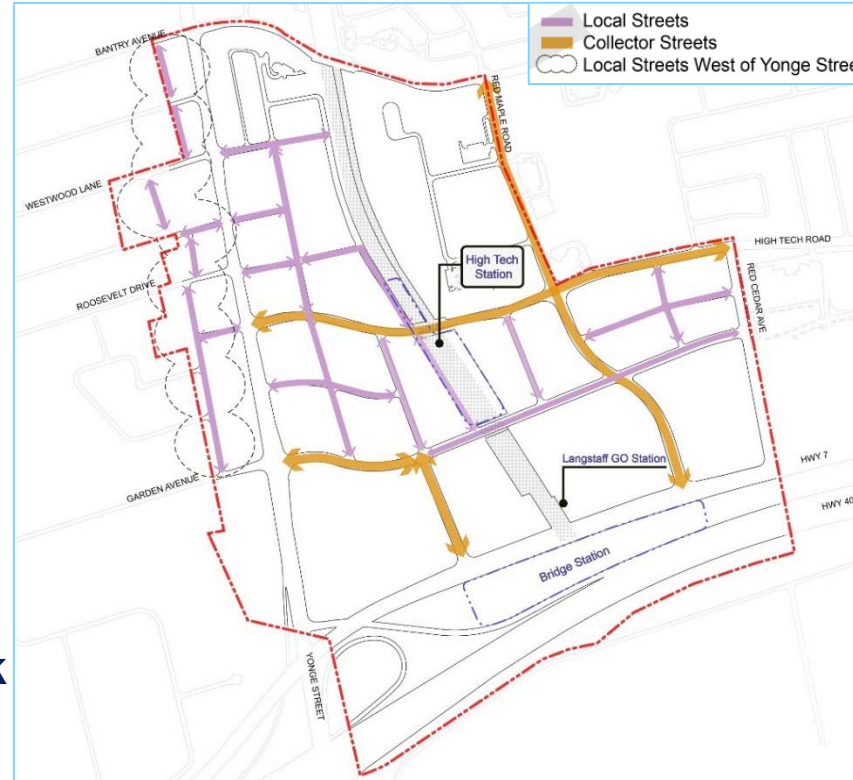 Local Streets
Collector Streets
Local Streets West of Yonge Stree
BANTRY AVENUE
RED MAPLE ROAD
WESTWOOD LANE
HIGH TECH ROAD
High Tech
Station
RED CEDAR AVE
ROOSEVELT DRIVE
Langstaff GO Station
HWY 7
GARDEN AVENUE
HWY 40
Bridge Station
YONGE STREET
k